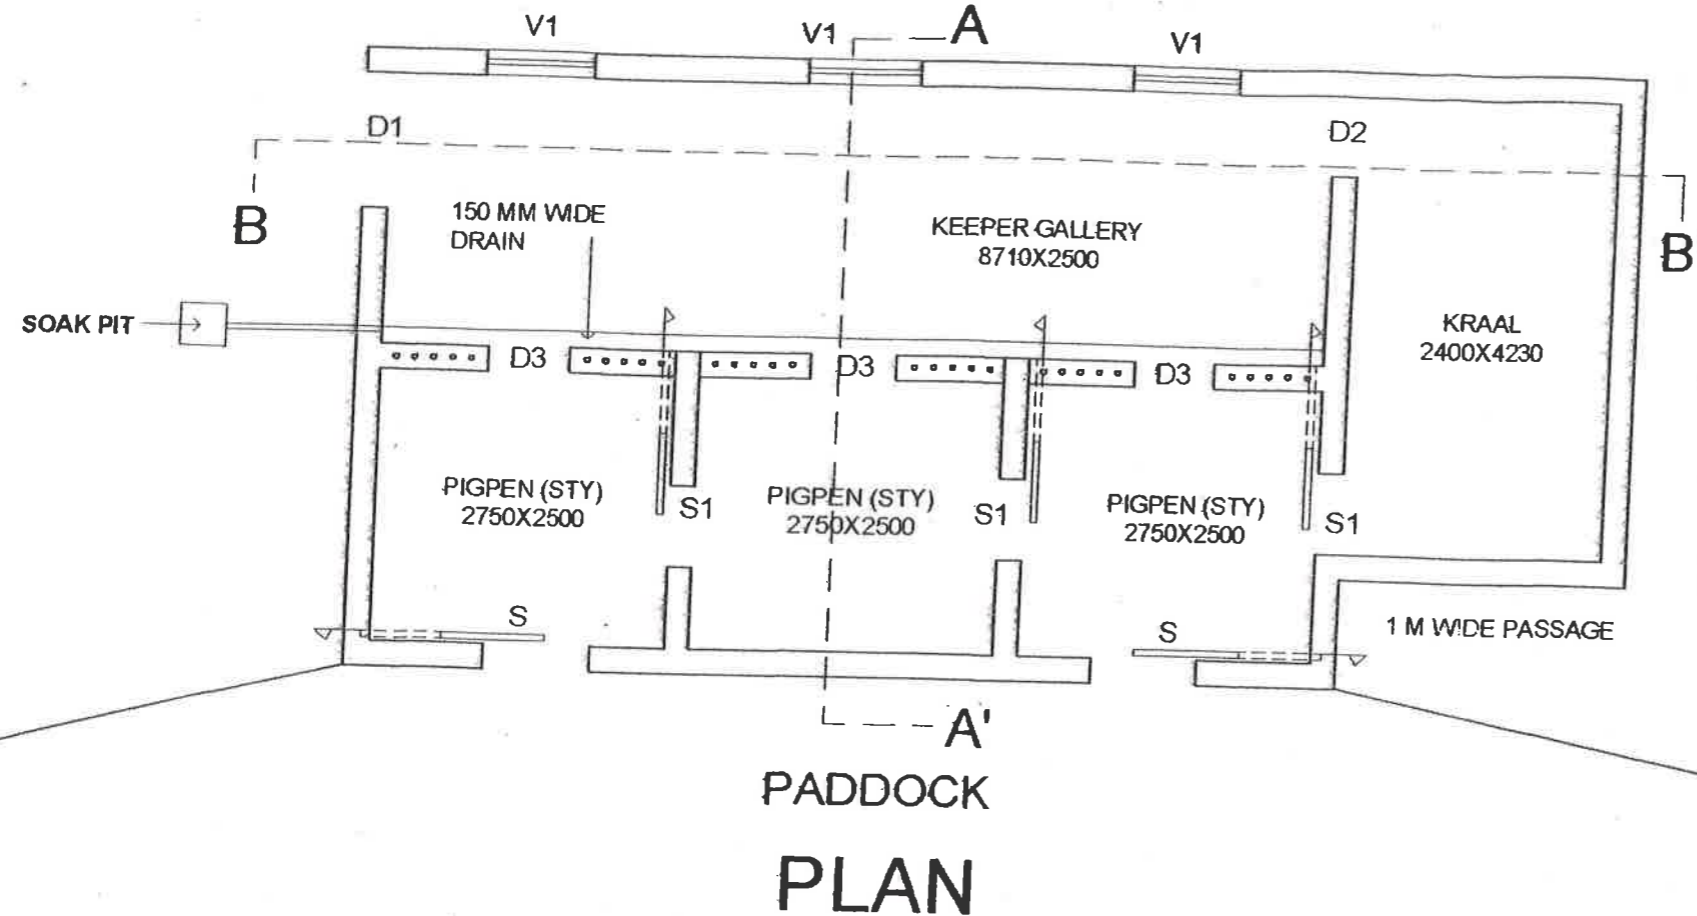 V1
V1
A
V1
D1
D2
B
150 MM WIDE
DRAIN
KEEPER GALLERY
8710X2500
B
SOAK PIT
KRAAL
2400X4230
D3
D3
D3
PIGPEN (STY)
2750X2500
S1
PIGPEN (STY)
2750X2500
S1
PIGPEN (STY)
2750X2500
S1
S
S
1 M WIDE PASSAGE
A'
PADDOCK
PLAN